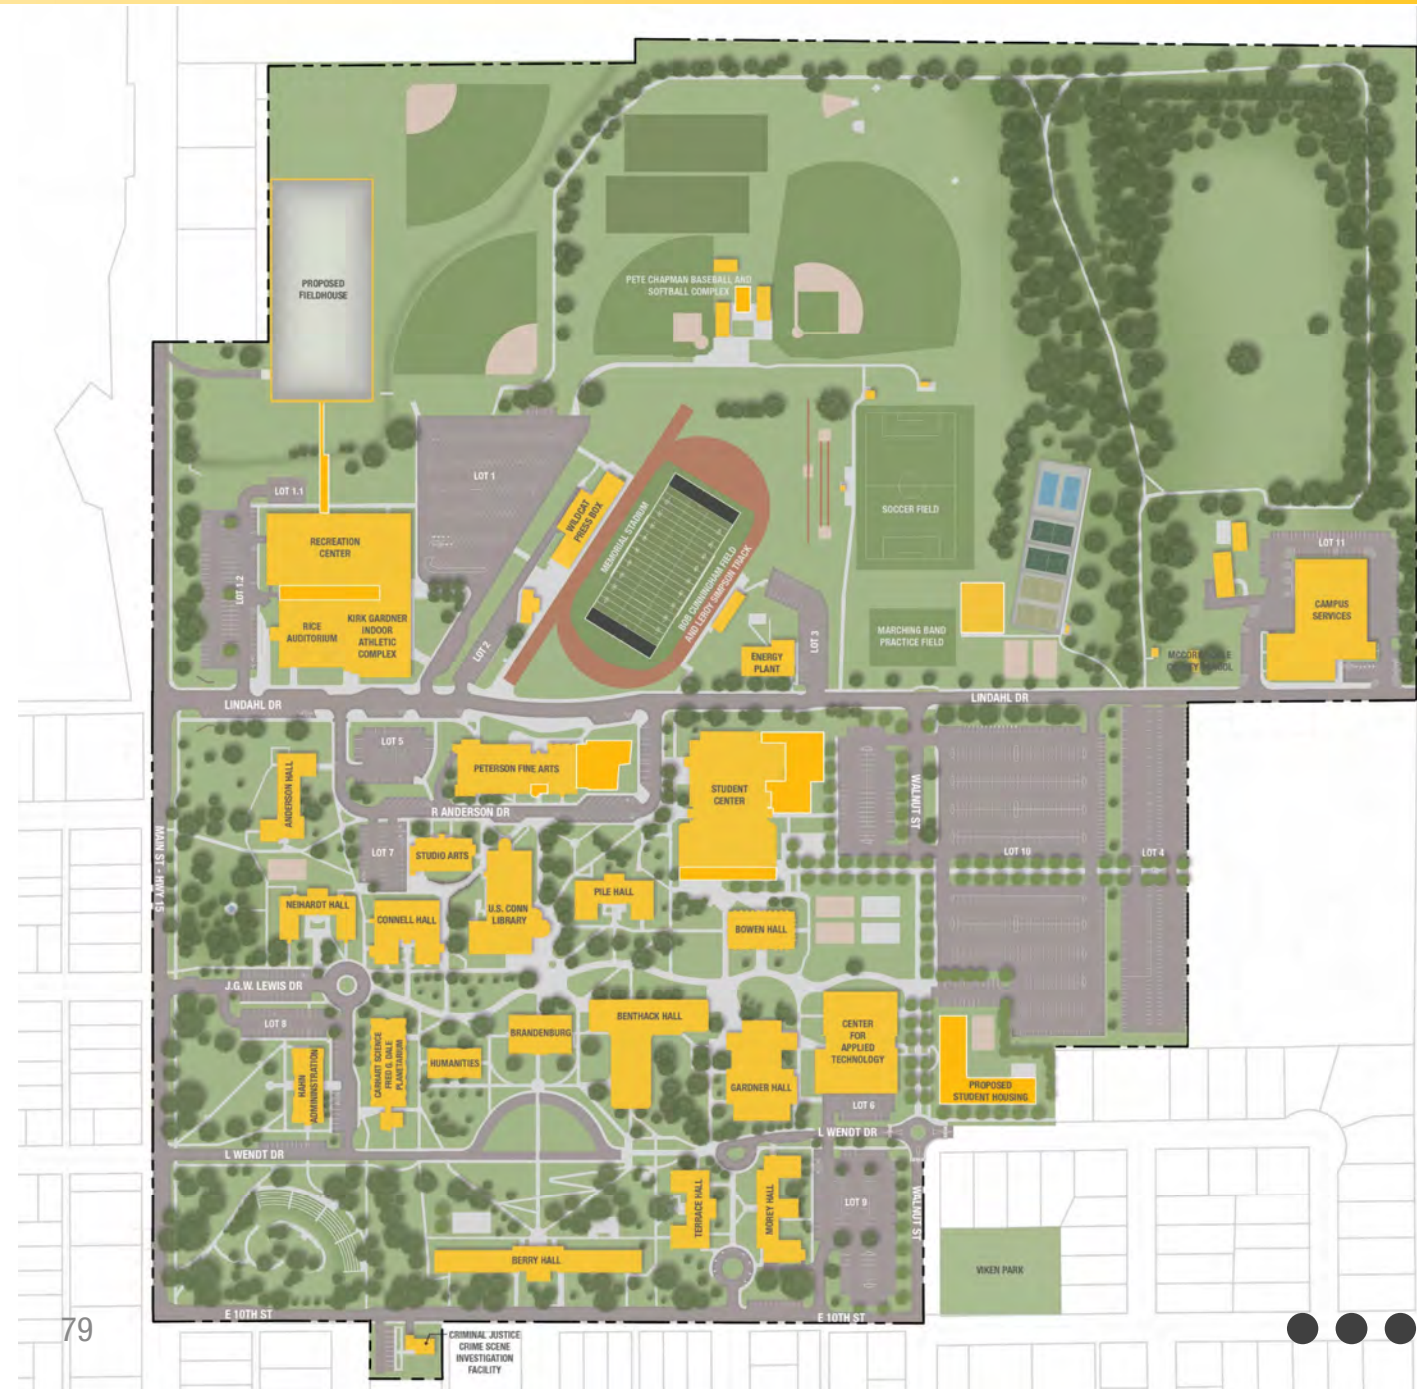 PROPOSED
FIELDHOUSE
PETE CHAPMAN BASEBALL AND
SOFTBALL COMPLEX
LOT 1
LOT 1.1
WILDCAT
PRESS BOX
MEMORIAL STADIUM
BOB CUNNINGHAM FIELD
AND LEROY SIMPSON TRACK
SOCCER FIELD
RECREATION
CENTER
LOT 1.2
RICE
AUDITORIUM
KIRK GARDNER
INDOOR
ATHLETIC
COMPLEX
LOT 2
LOT 3
ENERGY
PLANT
MARCHING BAND
PRACTICE FIELD
LOT 11
CAMPUS
SERVICES
LINDAHL DR
LINDAHL DR
LOT 5
PETERSON FINE ARTS
ANDERSON HALL
R ANDERSON DR
STUDENT
CENTER
WALNUT ST
MAIN ST - HWY 15
LOT 7
STUDIO ARTS
LOT 10
LOT 4
NEIHARDT HALL
CONNELL HALL
U.S. CONN
LIBRARY
PILE HALL
BOWEN HALL
J.G.W. LEWIS DR
LOT 8
HAHN
ADMININSTRATION
CARHART SCIENCE
FRED G. DALE
PLANETARIUM
HUMANITIES
BRANDENBURG
BENTHACK HALL
GARDNER HALL
CENTER
FOR
APPLIED
TECHNOLOGY
PROPOSED
STUDENT HOUSING
LOT 6
L WENDT DR
L WENDT DR
TERRACE HALL
MOREY HALL
LOT 9
WALNUT ST
BERRY HALL
VIKEN PARK
E 10TH ST
E 10TH ST
79
CRIMINAL JUSTICE
CRIME SCENE
INVESTIGATION
FACILITY